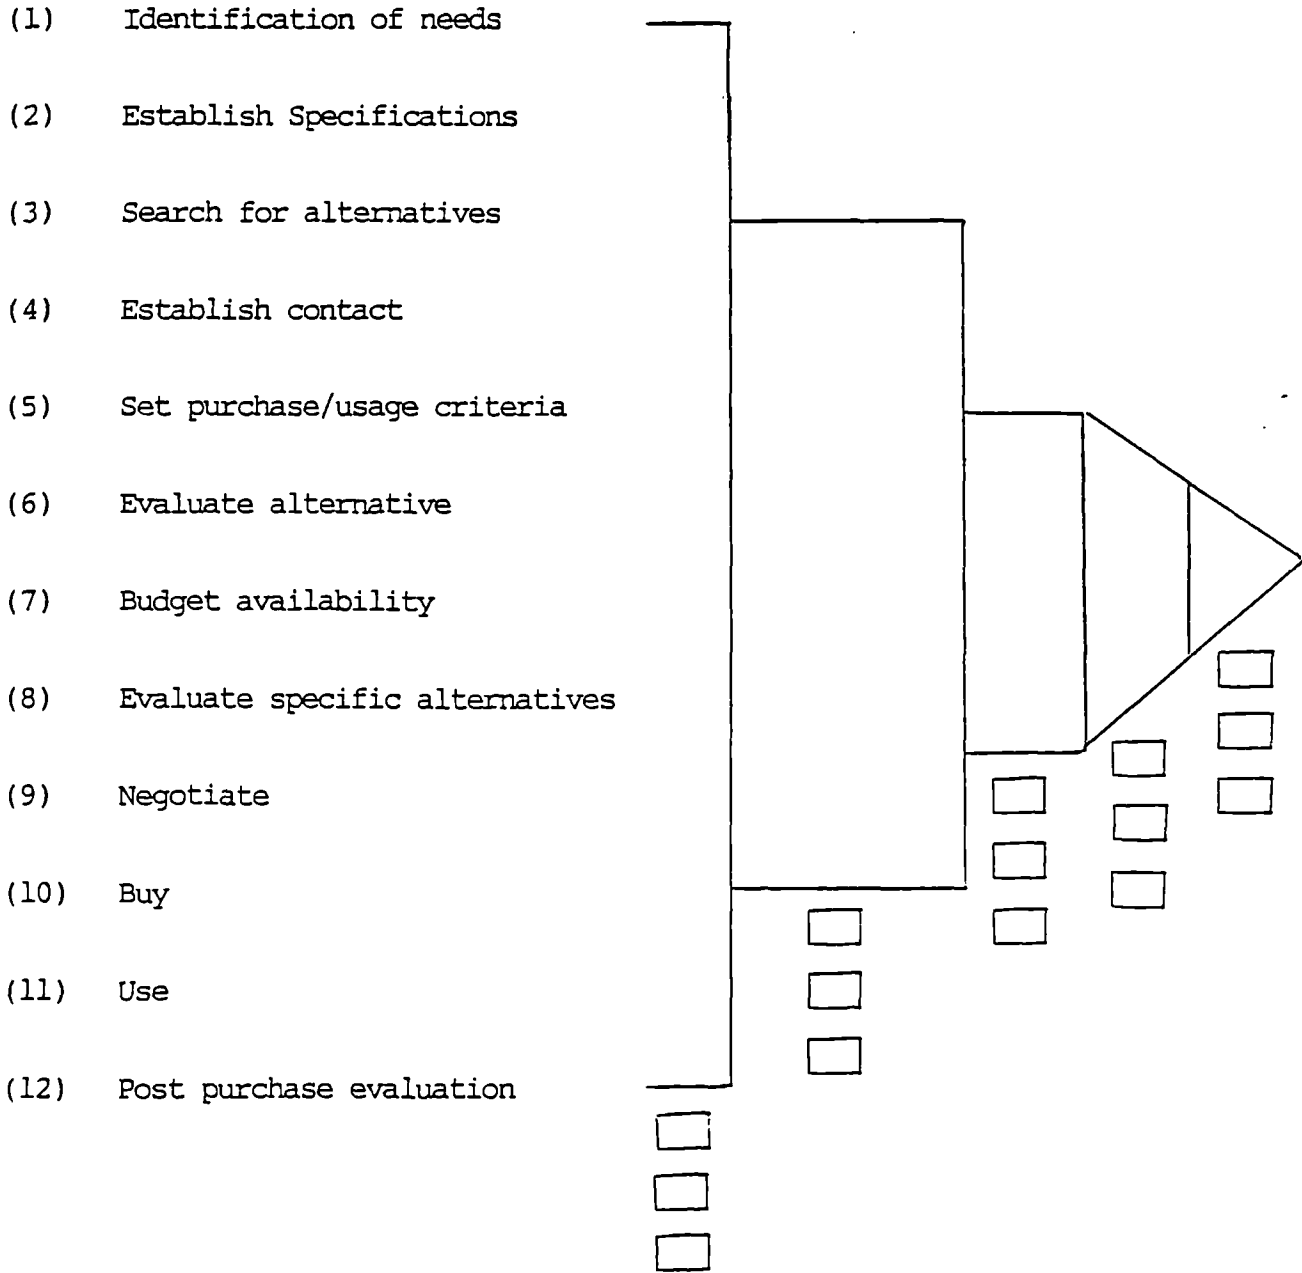 (1) Identification of needs
(2) Establish Specifications
(3) Search for alternatives
(4) Establish contact
(5) Set purchase/usage criteria
(6) Evaluate alternative
(7) Budget availability
(8) Evaluate specific alternatives
(9) Negotiate
(10) Buy
(11) Use
(12) Post purchase evaluation